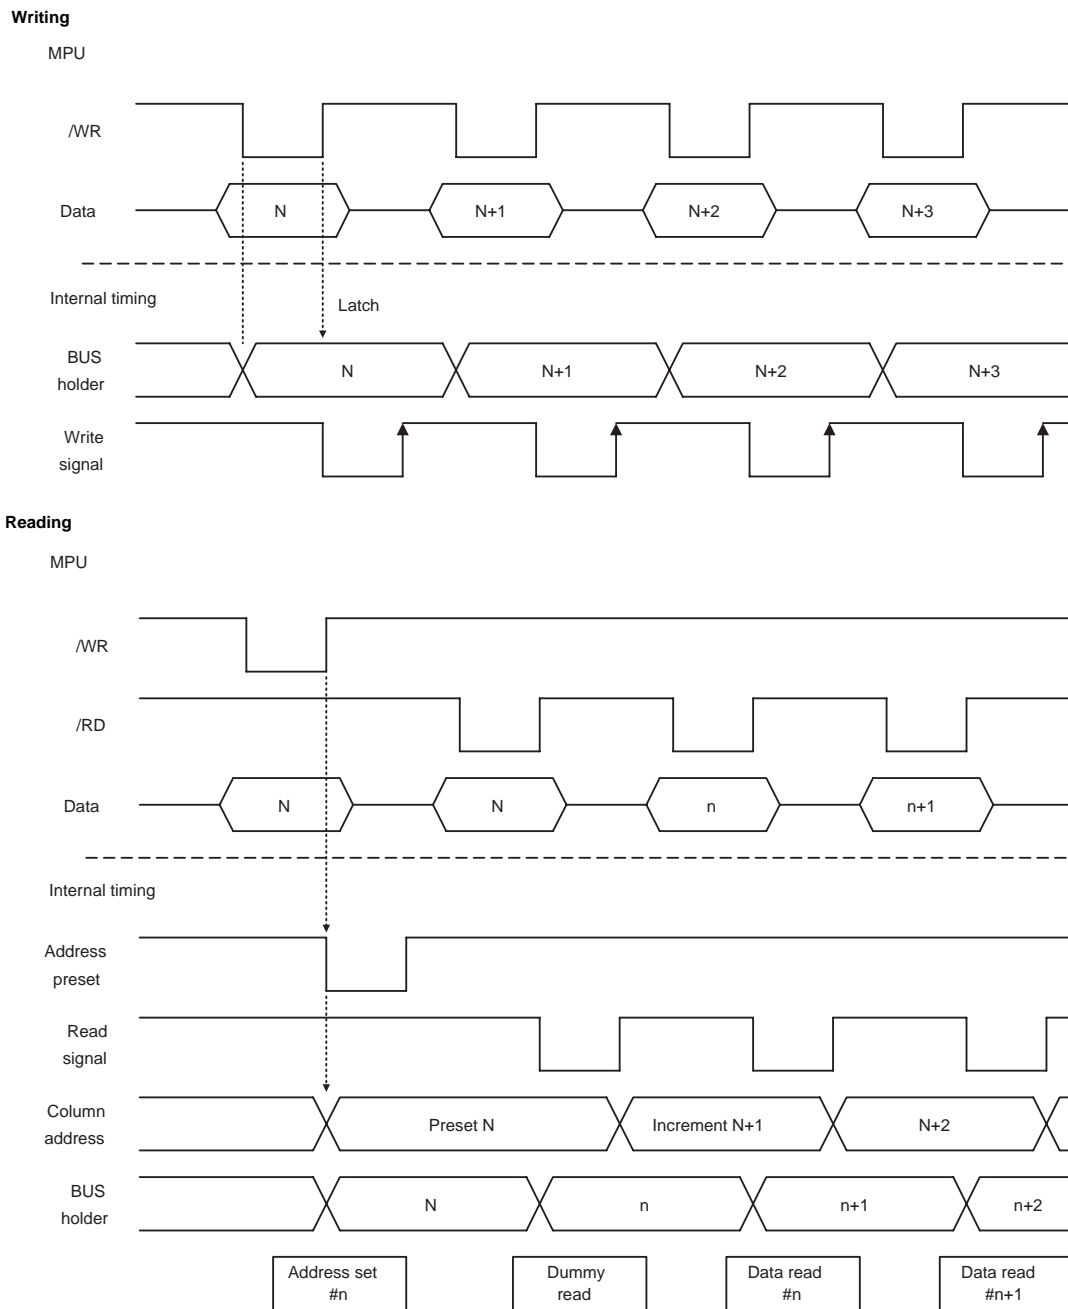 Writing
MPU
/WR
Data
N
N+1
N+2
N+3
Internal timing
Latch
BUS
holder
N
N+1
N+2
N+3
Write
signal
Reading
MPU
/WR
/RD
Data
N
N
n
n+1
Internal timing
Address
preset
Read
signal
Column
address
Preset N
Increment N+1
N+2
BUS
holder
N
n
n+1
n+2
Address set
#n
Dummy
read
Data read
#n
Data read
#n+1